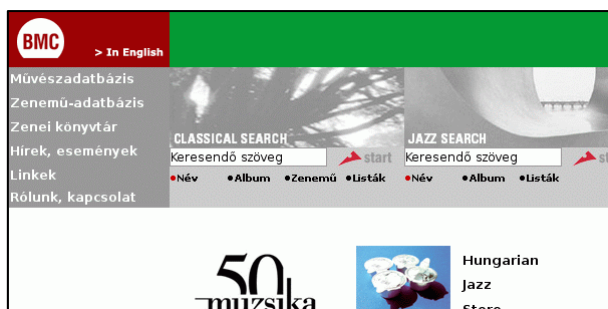 BMC
> In English
Művészadatbázis
Zenemű-adatbázis
Zenei könyvtár
Hírek, események
Linkek
Rólunk, kapcsolat
CLASSICAL SEARCH
Keresendő szöveg start
•Név •Album •Zenemű •Listák
JAZZ SEARCH
Keresendő szöveg
•Név •Album •Listák
50
muzsika
Hungarian
Jazz
Store